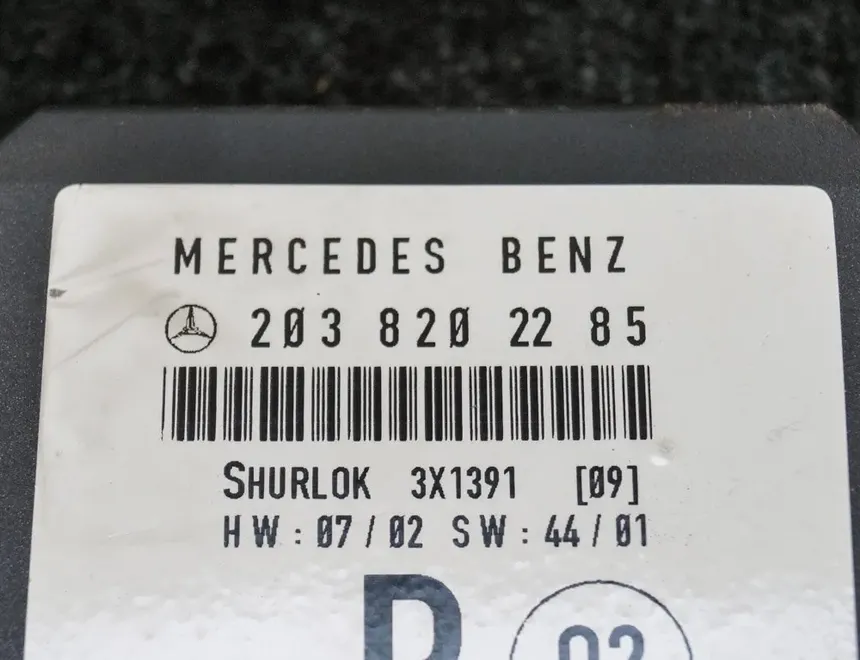 MERCEDES BENZ
203 820 22 85
SHURLOK 3X1391 [09]
HW:07/02 SW:44/01